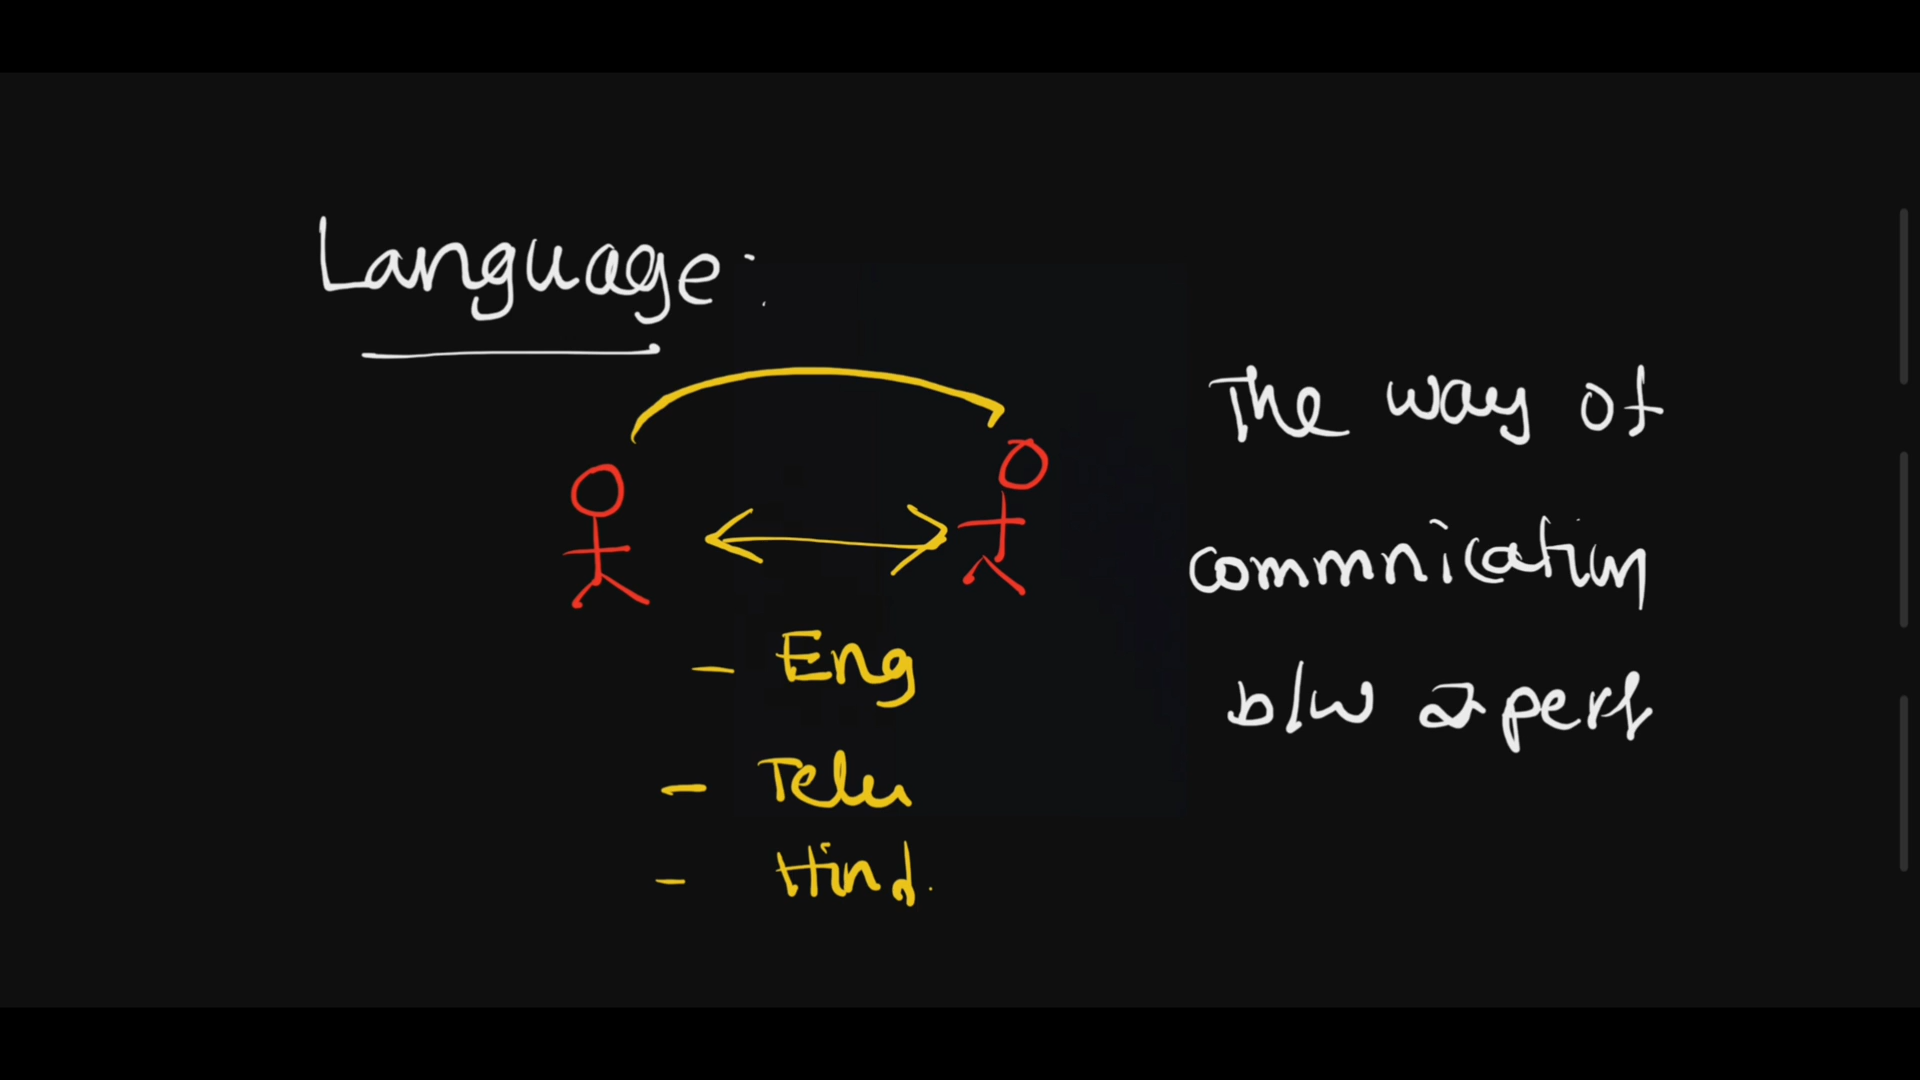 Language:
The way of
commnication
b/w 2 pers
- Eng
- Telu
- Hind.